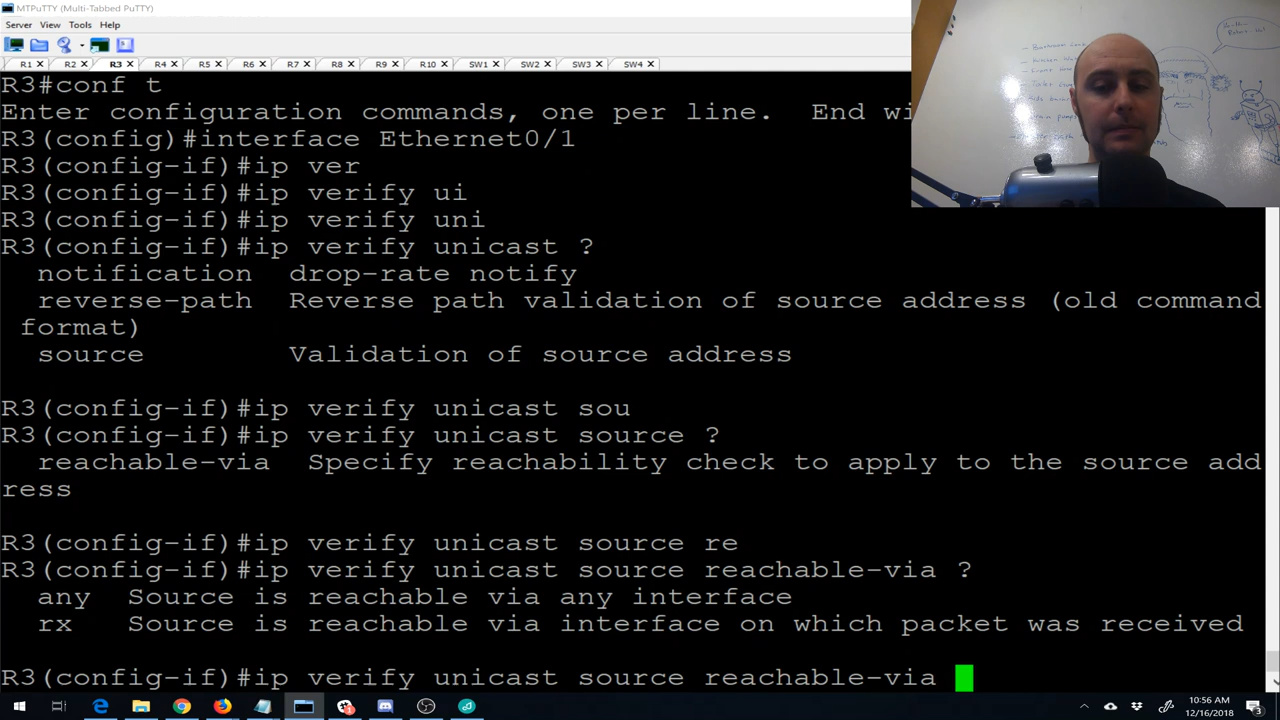 MTPuTTY (Multi-Tabbed PuTTY)
Server View Tools Help
R1 R2 R3 R4 R5 R6 R7 R8 R9 R10 SW1 SW2 SW3 SW4
R3#conf t
Enter configuration commands, one per line.  End wi
R3(config)#interface Ethernet0/1
R3(config-if)#ip ver
R3(config-if)#ip verify ui
R3(config-if)#ip verify uni
R3(config-if)#ip verify unicast ?
  notification  drop-rate notify
  reverse-path  Reverse path validation of source address (old command
 format)
  source        Validation of source address
R3(config-if)#ip verify unicast sou
R3(config-if)#ip verify unicast source ?
  reachable-via  Specify reachability check to apply to the source add
ress
R3(config-if)#ip verify unicast source re
R3(config-if)#ip verify unicast source reachable-via ?
  any  Source is reachable via any interface
  rx   Source is reachable via interface on which packet was received
R3(config-if)#ip verify unicast source reachable-via
10:56 AM
12/16/2018
3